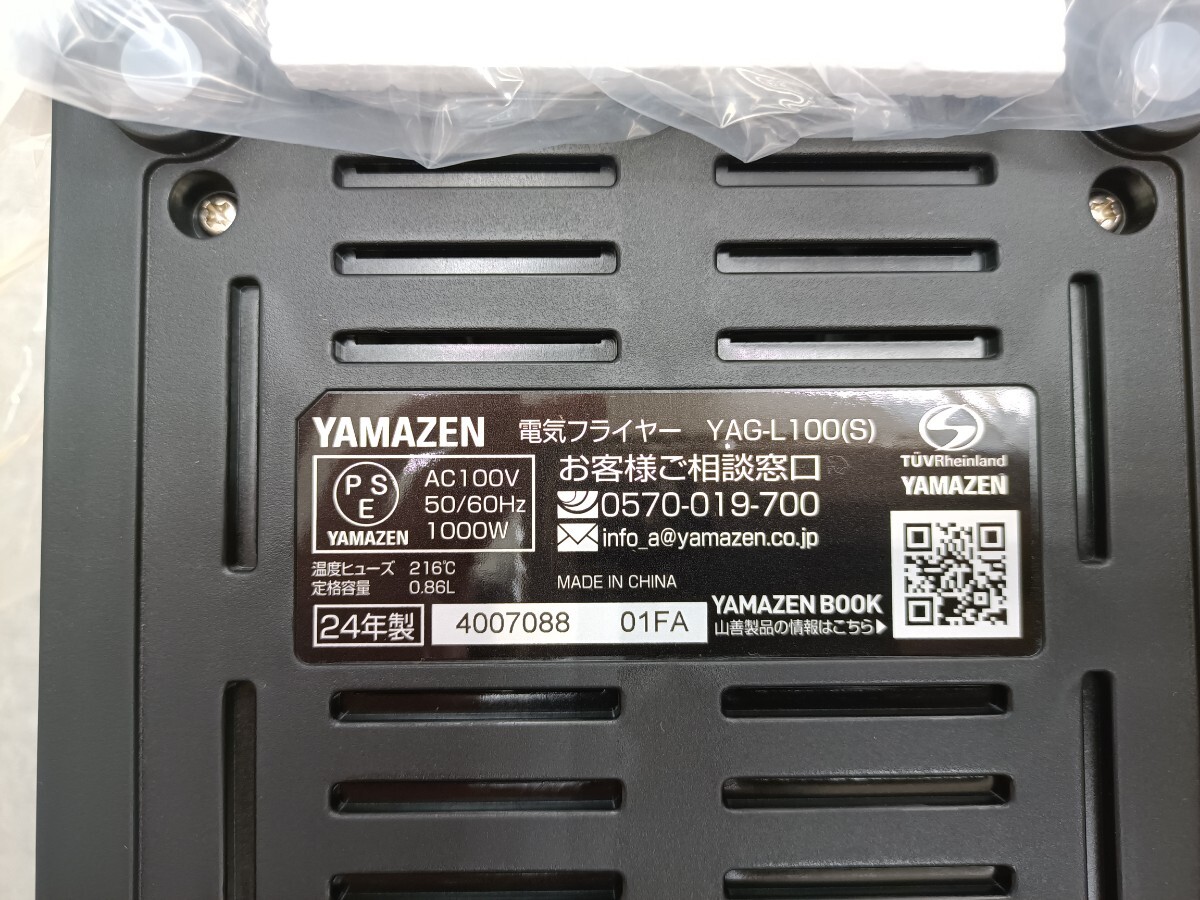 YAMAZEN 電気フライヤー YAG-L100(S)
TÜVRheinland
YAMAZEN
PSE
YAMAZEN
AC100V
50/60Hz
1000W
お客様ご相談窓口
0570-019-700
info_a@yamazen.co.jp
温度ヒューズ 216℃
定格容量 0.86L
MADE IN CHINA
24年製 4007088 01FA
YAMAZEN BOOK
山善製品の情報はこちら▶